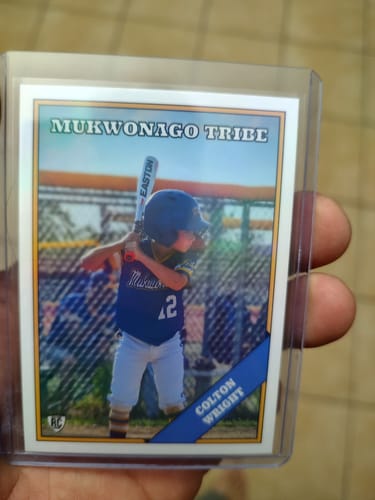 MUKWONAGO TRIBE
EASTON
12
COLTON
WRIGHT
RC